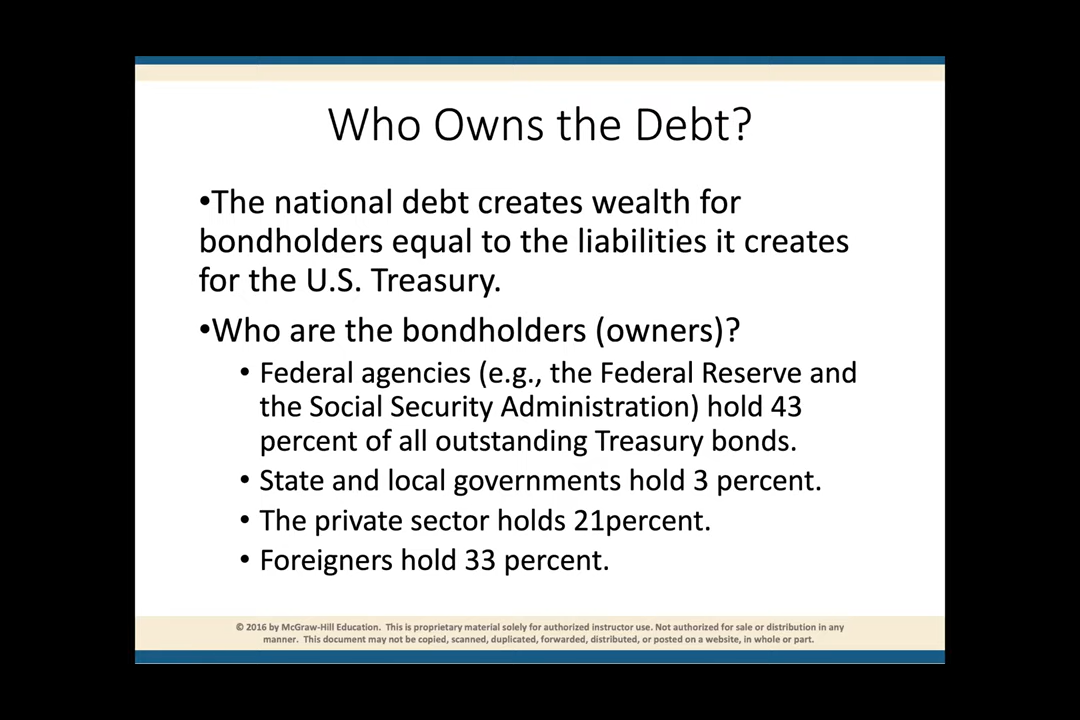 Who Owns the Debt?
•The national debt creates wealth for
bondholders equal to the liabilities it creates
for the U.S. Treasury.
•Who are the bondholders (owners)?
• Federal agencies (e.g., the Federal Reserve and
the Social Security Administration) hold 43
percent of all outstanding Treasury bonds.
• State and local governments hold 3 percent.
• The private sector holds 21percent.
• Foreigners hold 33 percent.
© 2016 by McGraw-Hill Education. This is proprietary material solely for authorized instructor use. Not authorized for sale or distribution in any
manner. This document may not be copied, scanned, duplicated, forwarded, distributed, or posted on a website, in whole or part.